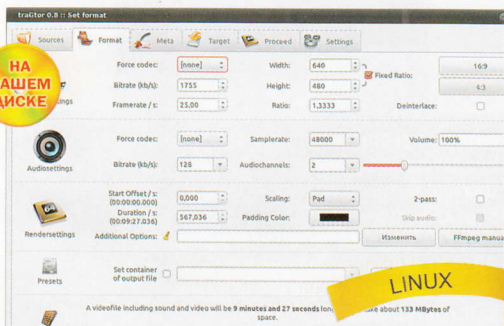 traGtor 0.8 :: Set format
Sources Format Meta Target Proceed Settings
НА
АШЕМ
ДИСКЕ
Force codec: [none] Width: 640 Fixed Ratio: 16:9
Bitrate (kb/s): 1755 Height: 480 4:3
ings Framerate / s: 25,00 Ratio: 1,3333 Deinterlace:
Force codec: [none] Samplerate: 48000 Volume: 100%
Audiosettings Bitrate (kb/s): 128 Audiochannels: 2
Start Offset / s:
(00:00:00.000) 0,000 Scaling: Pad 2-pass:
Duration / s:
(00:09:27.036) 567,036 Padding Color: Skip audio:
Rendersettings Additional Options: Изменить FFmpeg manua
Presets Set container
of output file
LINUX
A videofile including sound and video will be 9 minutes and 27 seconds lon ake about 133 MBytes of
space.